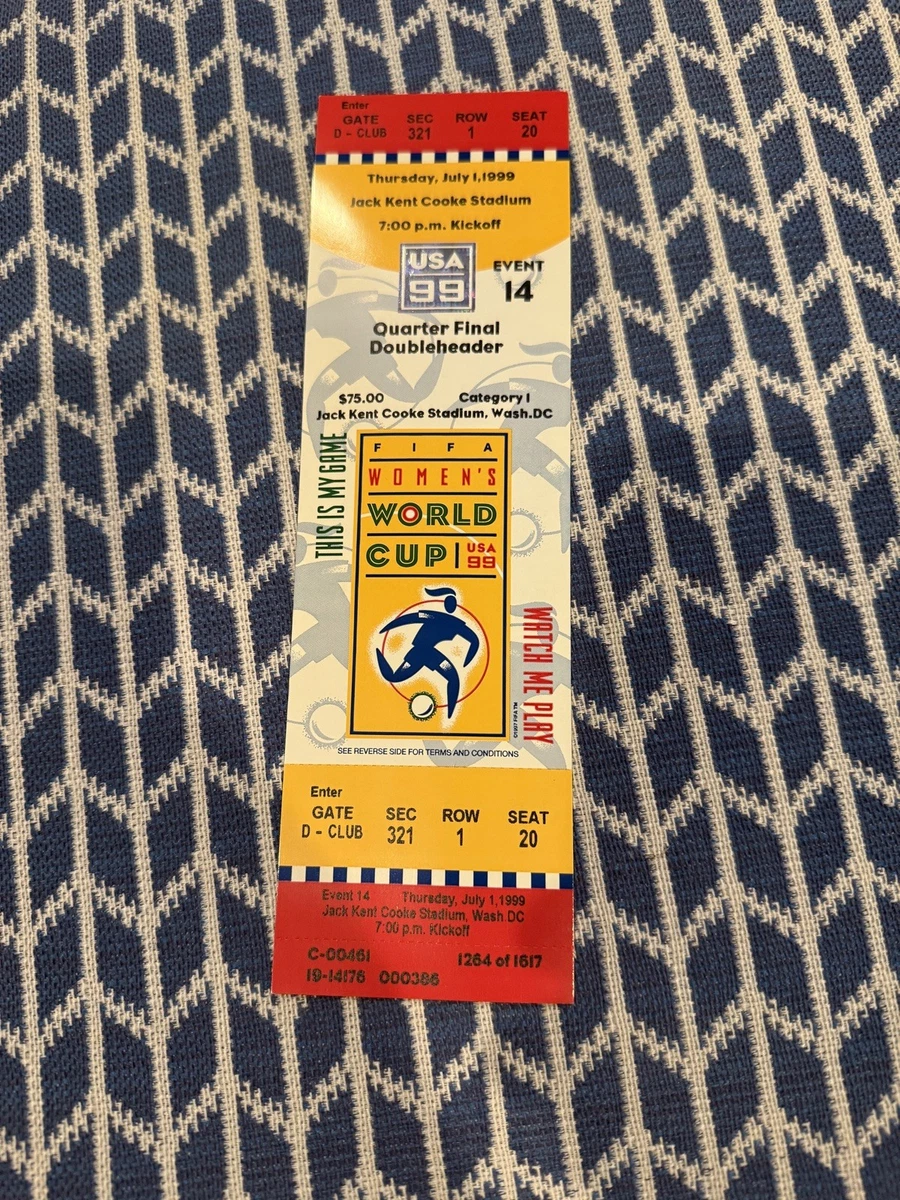 Enter
GATE SEC ROW SEAT
D - CLUB 321 1 20
Thursday, July 1, 1999
Jack Kent Cooke Stadium
7:00 p.m. Kickoff
USA
99
EVENT
14
Quarter Final
Doubleheader
$75.00 Category 1
Jack Kent Cooke Stadium, Wash.DC
THIS IS MY GAME
FIFA
WOMEN'S
WORLD
CUP USA
99
WATCH ME PLAY
©1997 FIFA™
SEE REVERSE SIDE FOR TERMS AND CONDITIONS
Enter
GATE SEC ROW SEAT
D - CLUB 321 1 20
Event 14 Thursday, July 1, 1999
Jack Kent Cooke Stadium, Wash.DC
7:00 p.m. Kickoff
C-00461 1264 of 1617
19-14176 000386